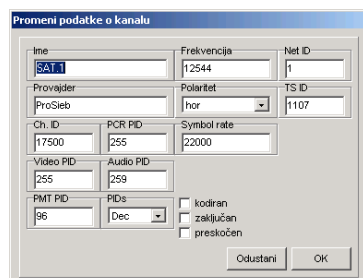 Promeni podatke o kanalu
Ime Frekvencija Net ID
SAT.1 12544 1
Provajder Polaritet TS ID
ProSieb hor 1107
Ch. ID PCR PID Symbol rate
17500 255 22000
Video PID Audio PID
255 259
PMT PID PIDs
96 Dec
kodiran
zaključan
preskočen
Odustani OK